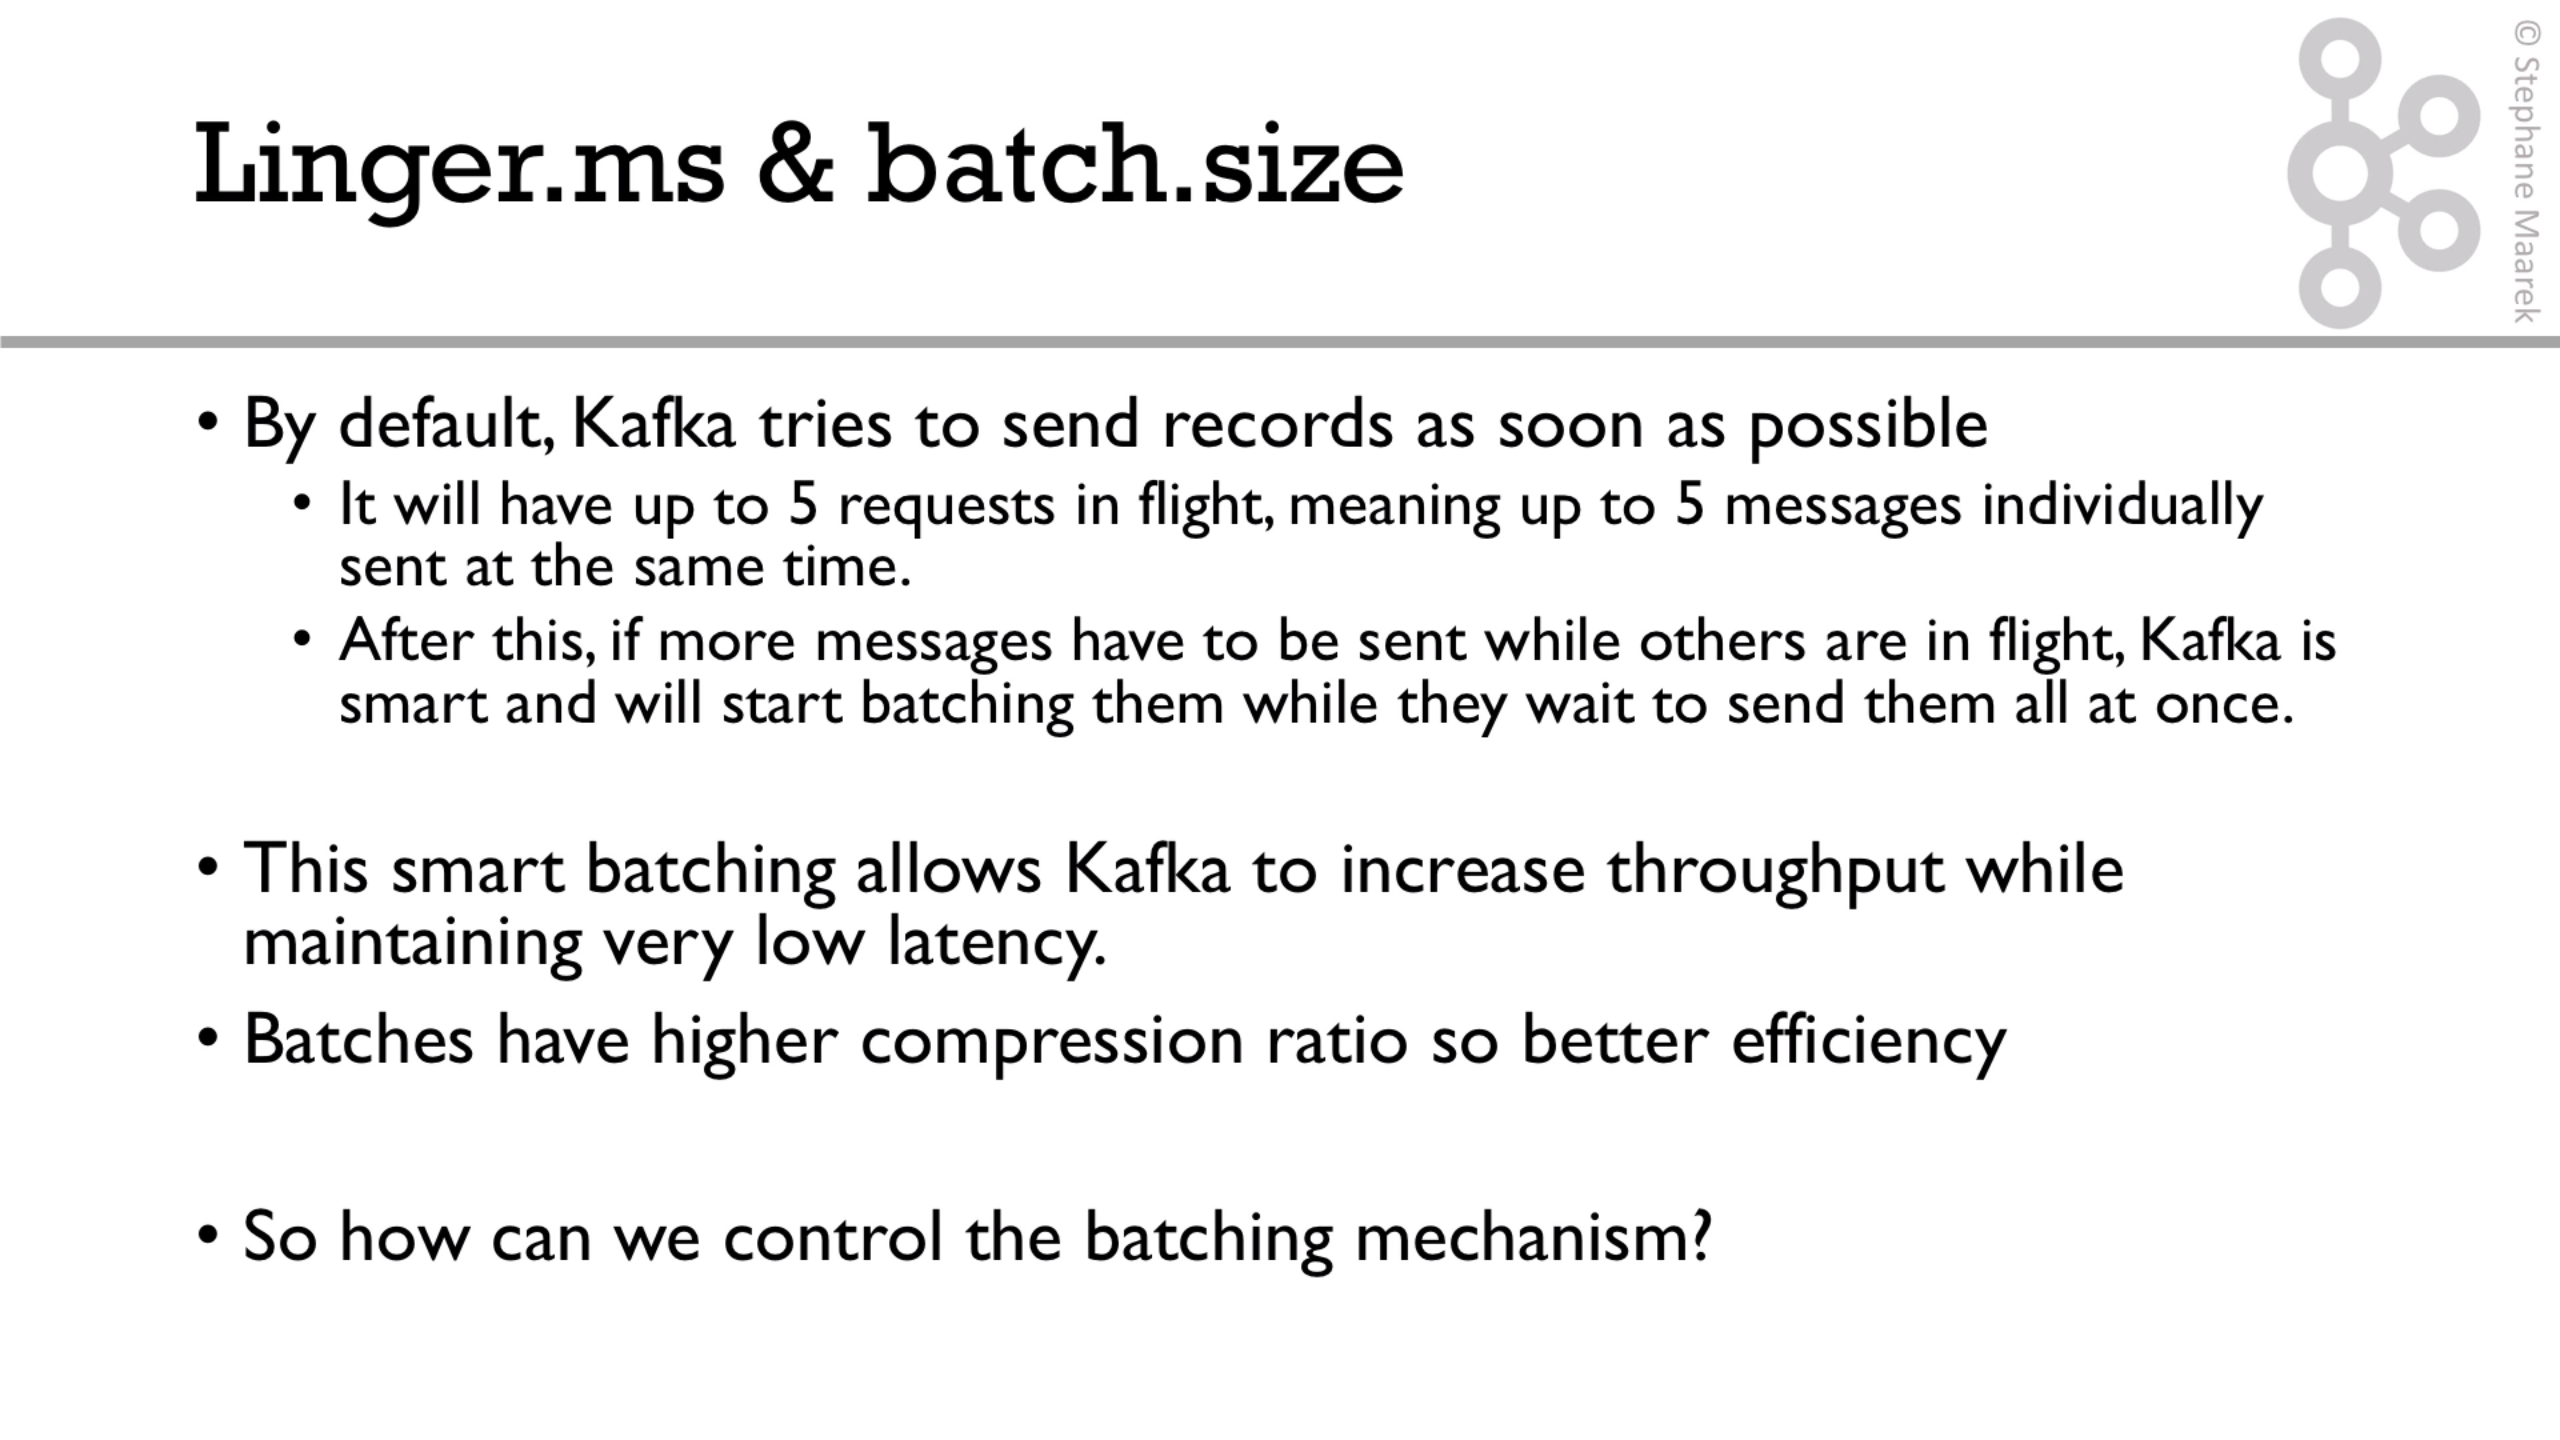 Linger.ms & batch.size
© Stephane Maarek
• By default, Kafka tries to send records as soon as possible
• It will have up to 5 requests in flight, meaning up to 5 messages individually
sent at the same time.
• After this, if more messages have to be sent while others are in flight, Kafka is
smart and will start batching them while they wait to send them all at once.
• This smart batching allows Kafka to increase throughput while
maintaining very low latency.
• Batches have higher compression ratio so better efficiency
• So how can we control the batching mechanism?